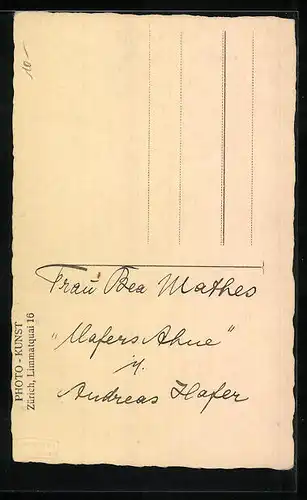 10-
Frau Bea Mathes
"Hafers Ahne"
i/.
Andreas Hafer
PHOTO - KUNST
Zürich, Limmatquai 16